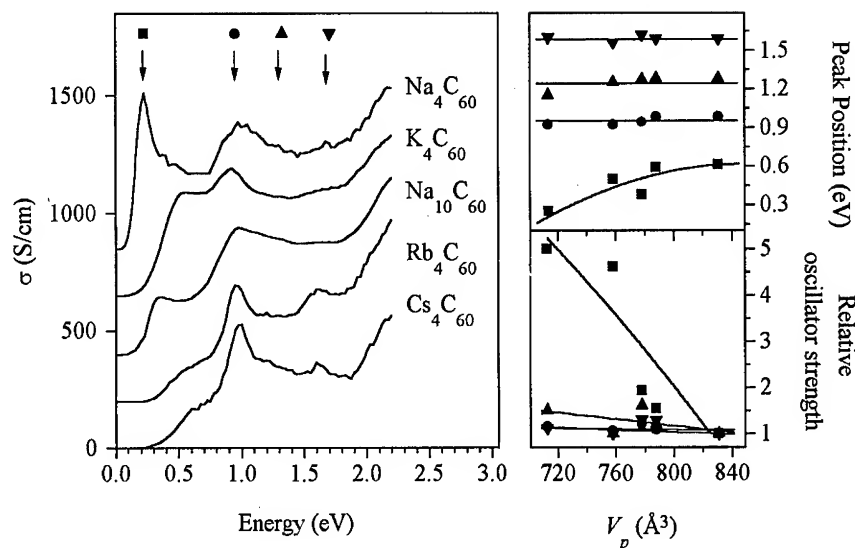 Na4C60
K4C60
Na10C60
Rb4C60
Cs4C60
σ (S/cm)
1500
1000
500
0
0.0 0.5 1.0 1.5 2.0 2.5 3.0
Energy (eV)
1.5
1.2
0.9
0.6
0.3
Peak Position (eV)
5
4
3
2
1
Relative
oscillator strength
720 760 800 840
Vp (Å³)